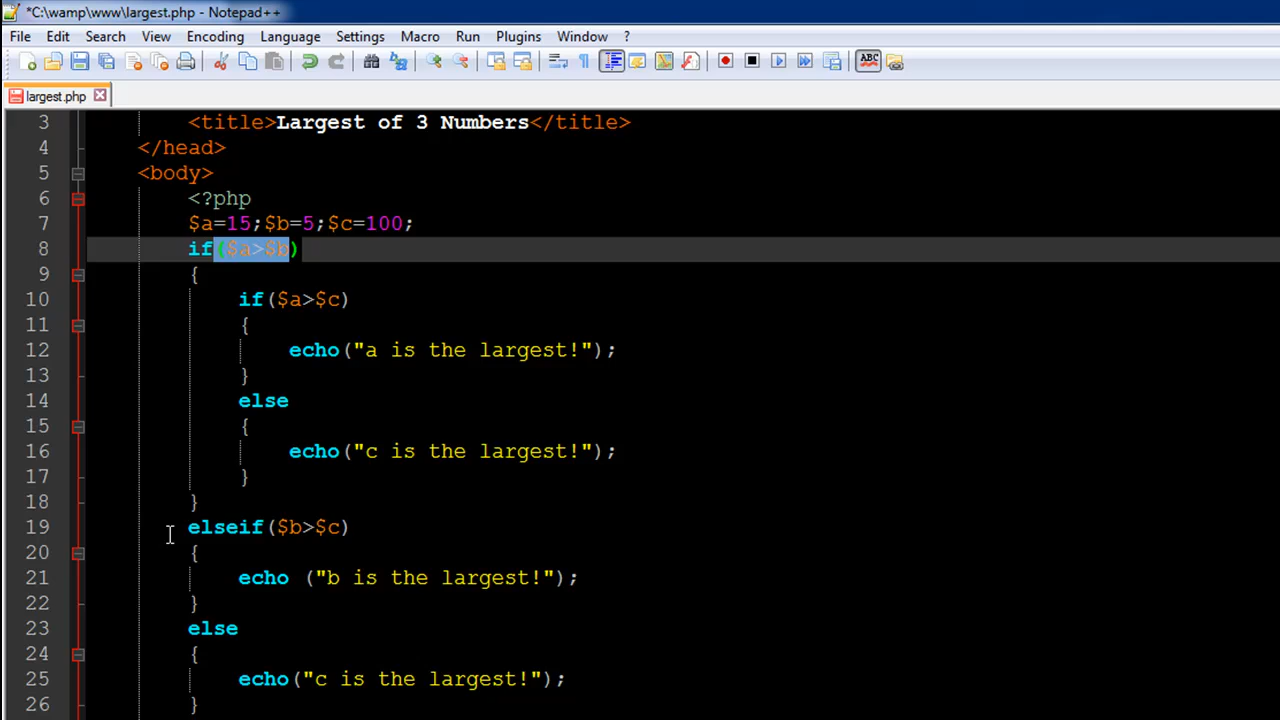 *C:\wamp\www\largest.php - Notepad++
File Edit Search View Encoding Language Settings Macro Run Plugins Window ?
ABC
largest.php
3 <title>Largest of 3 Numbers</title>
4 </head>
5 <body>
6 <?php
7 $a=15;$b=5;$c=100;
8 if($a>$b)
9 {
10 if($a>$c)
11 {
12 echo("a is the largest!");
13 }
14 else
15 {
16 echo("c is the largest!");
17 }
18 }
19 elseif($b>$c)
20 {
21 echo ("b is the largest!");
22 }
23 else
24 {
25 echo("c is the largest!");
26 }